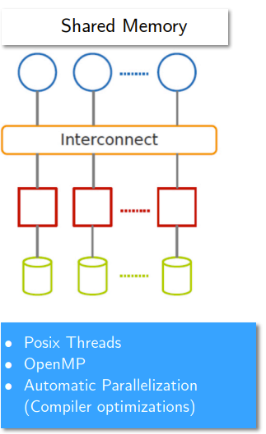 Shared Memory
Interconnect
• Posix Threads
• OpenMP
• Automatic Parallelization
(Compiler optimizations)